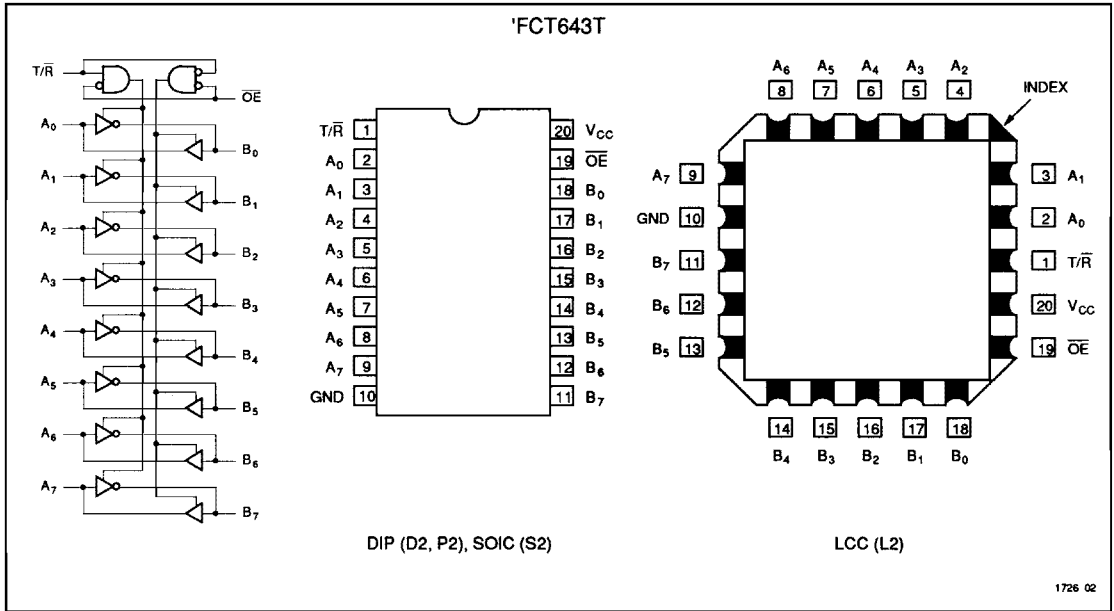 'FCT643T
T/R̅
O̅E̅
A₀
B₀
A₁
B₁
A₂
B₂
A₃
B₃
A₄
B₄
A₅
B₅
A₆
B₆
A₇
B₇
T/R̅ 1 20 VCC
A₀ 2 19 O̅E̅
A₁ 3 18 B₀
A₂ 4 17 B₁
A₃ 5 16 B₂
A₄ 6 15 B₃
A₅ 7 14 B₄
A₆ 8 13 B₅
A₇ 9 12 B₆
GND 10 11 B₇
DIP (D2, P2), SOIC (S2)
A₆ A₅ A₄ A₃ A₂
8 7 6 5 4
INDEX
A₇ 9 3 A₁
GND 10 2 A₀
B₇ 11 1 T/R̅
B₆ 12 20 VCC
B₅ 13 19 O̅E̅
14 15 16 17 18
B₄ B₃ B₂ B₁ B₀
LCC (L2)
1726 02